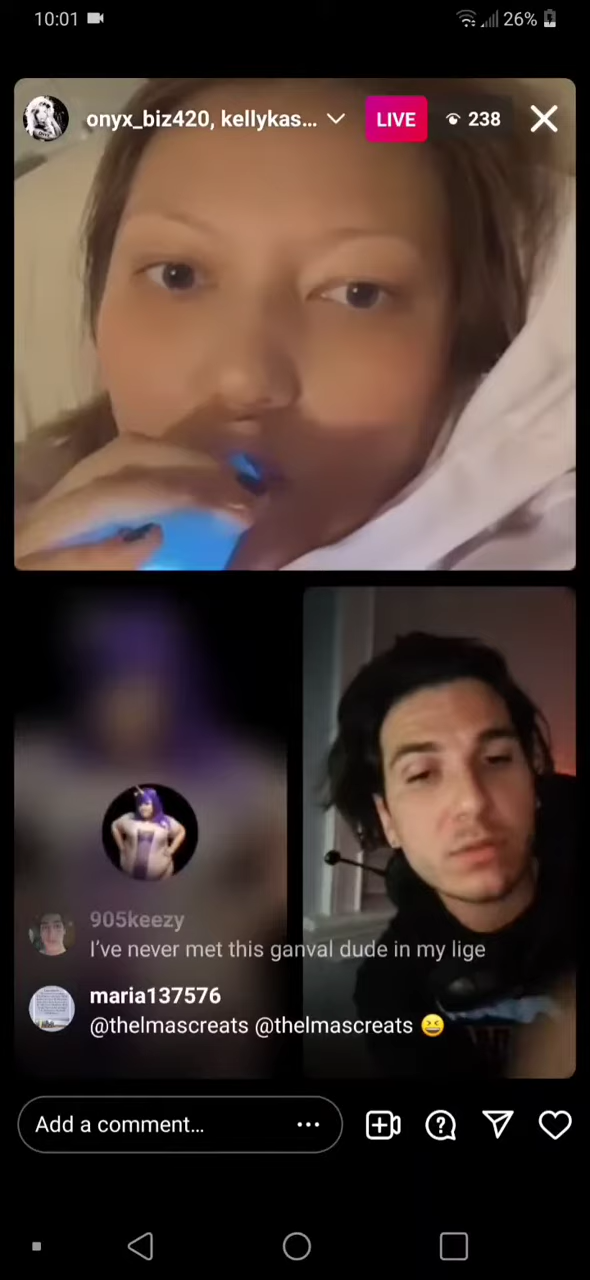 10:01 26%
onyx_biz420, kellykas... LIVE 238
905keezy
I've never met this ganval dude in my lige
maria137576
@thelmascreats @thelmascreats 😆
Add a comment...